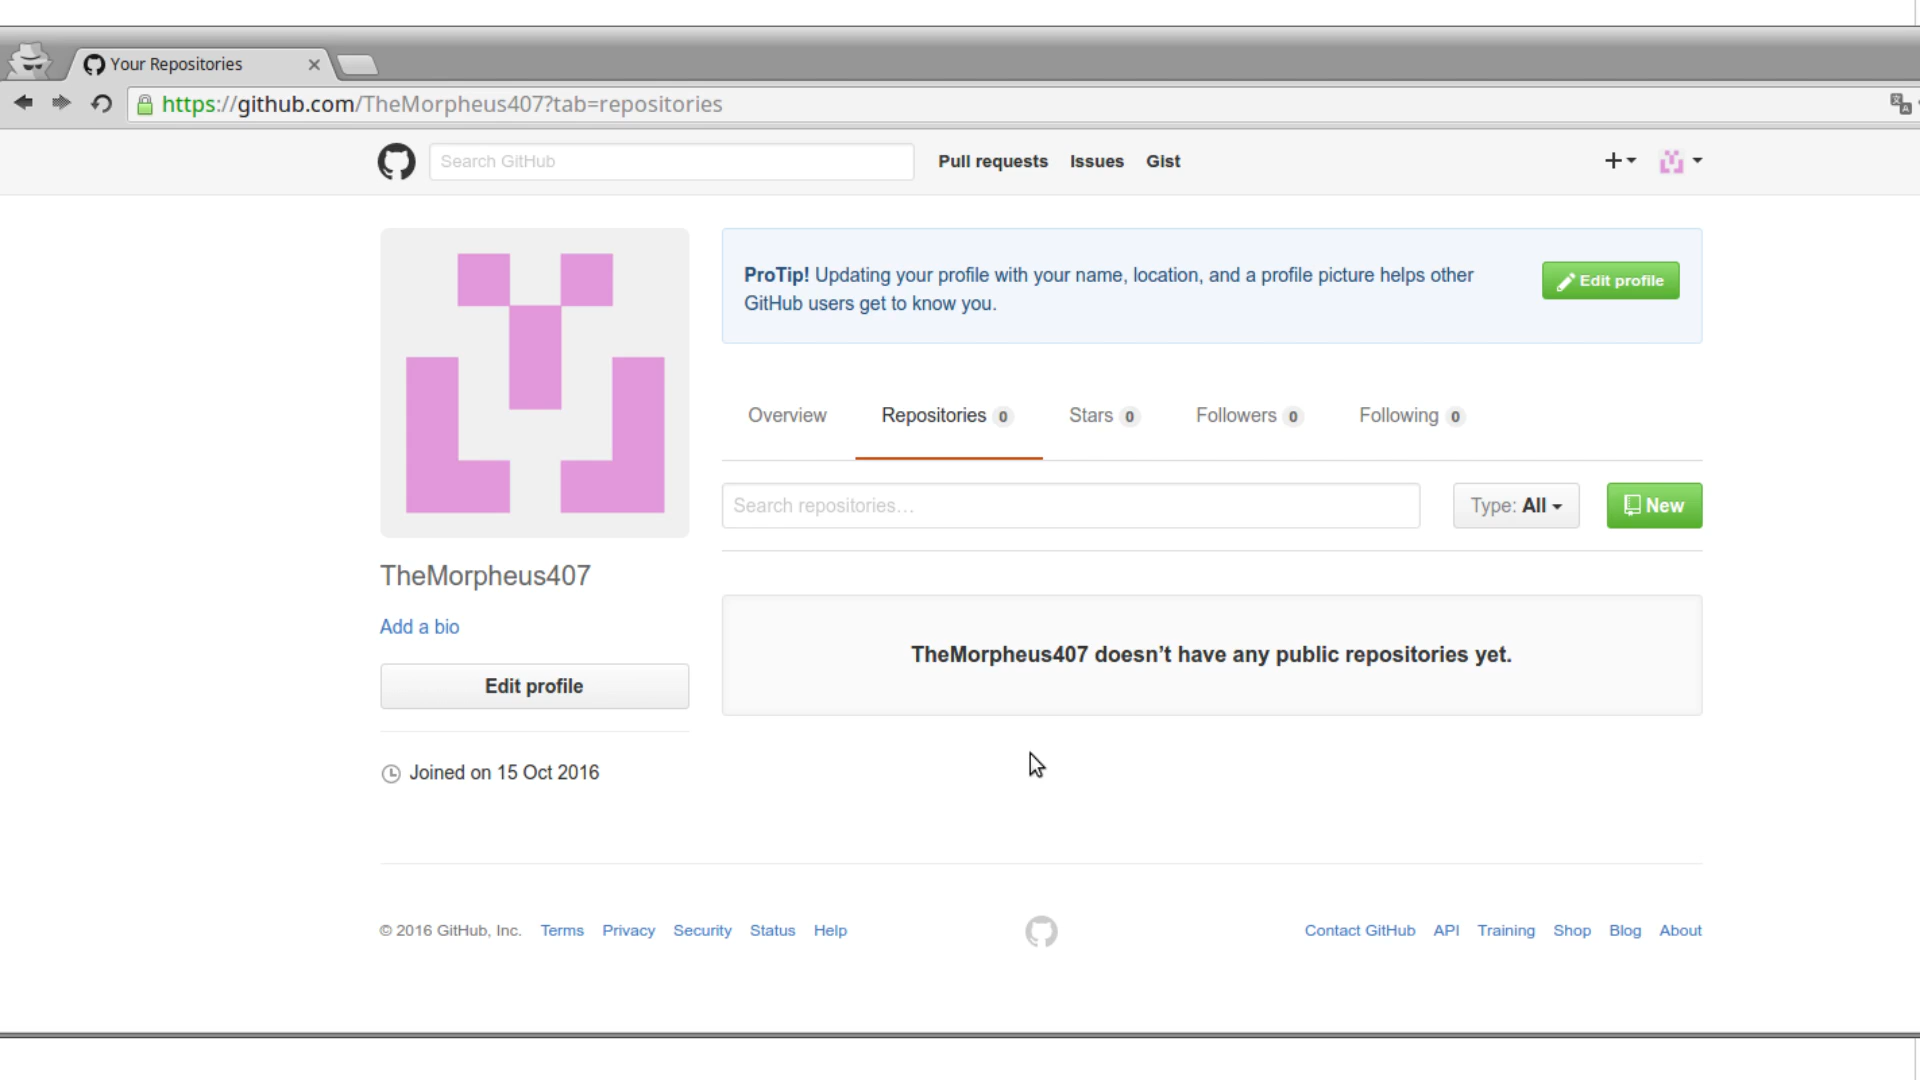 Your Repositories
https://github.com/TheMorpheus407?tab=repositories
Search GitHub
Pull requests Issues Gist
ProTip! Updating your profile with your name, location, and a profile picture helps other
GitHub users get to know you.
Edit profile
Overview Repositories 0 Stars 0 Followers 0 Following 0
Search repositories…
Type: All
New
TheMorpheus407
Add a bio
Edit profile
Joined on 15 Oct 2016
TheMorpheus407 doesn’t have any public repositories yet.
© 2016 GitHub, Inc. Terms Privacy Security Status Help
Contact GitHub API Training Shop Blog About